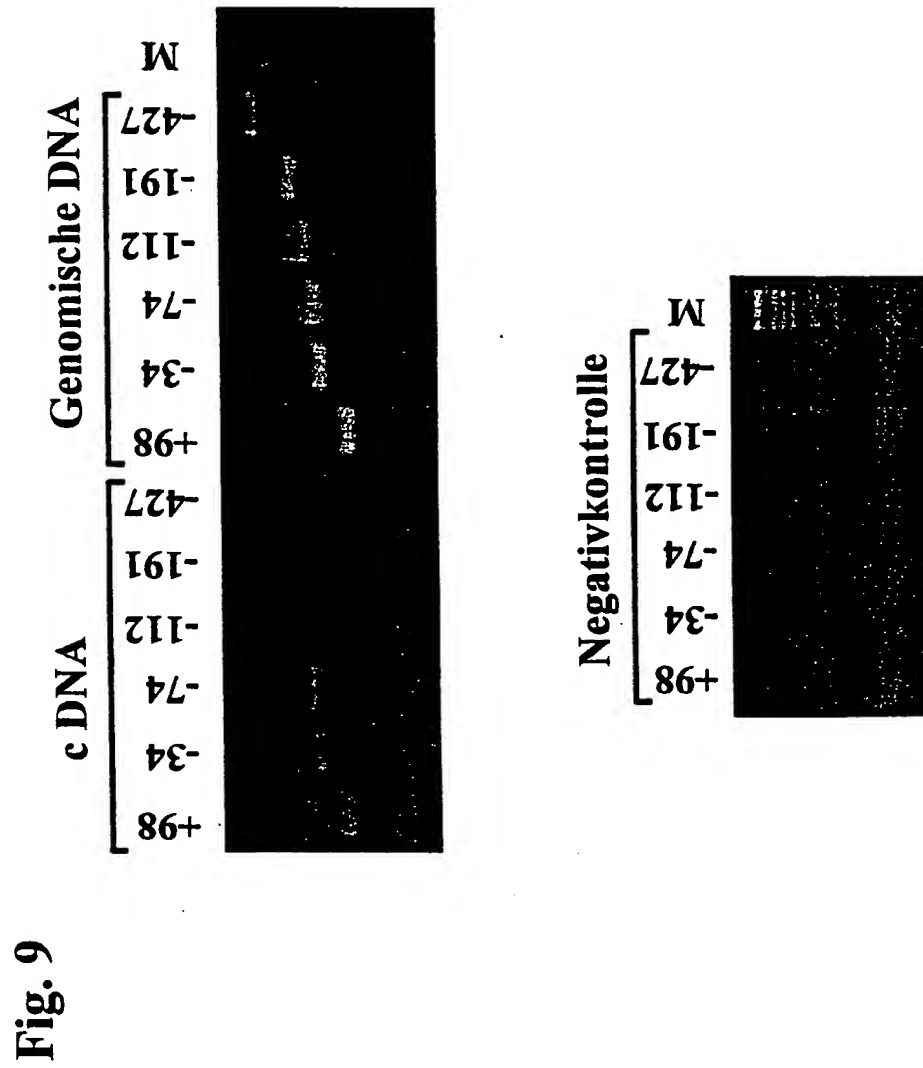 Fig. 9
c DNA
Genomische DNA
+98 -34 -74 -112 -191 -427 +98 -34 -74 -112 -191 -427 M
Negativkontrolle
+98 -34 -74 -112 -191 -427 M